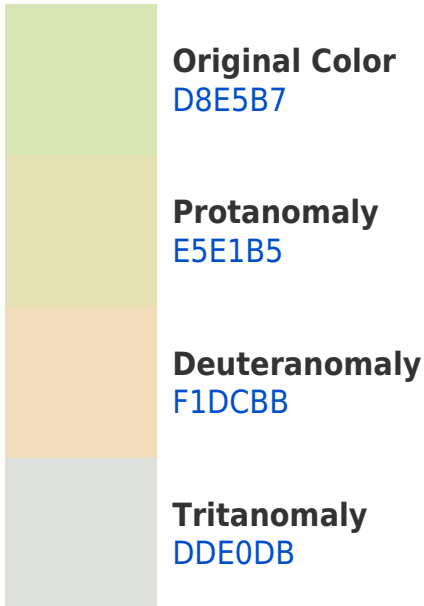 Original Color
D8E5B7
Protanomaly
E5E1B5
Deuteranomaly
F1DCBB
Tritanomaly
DDE0DB